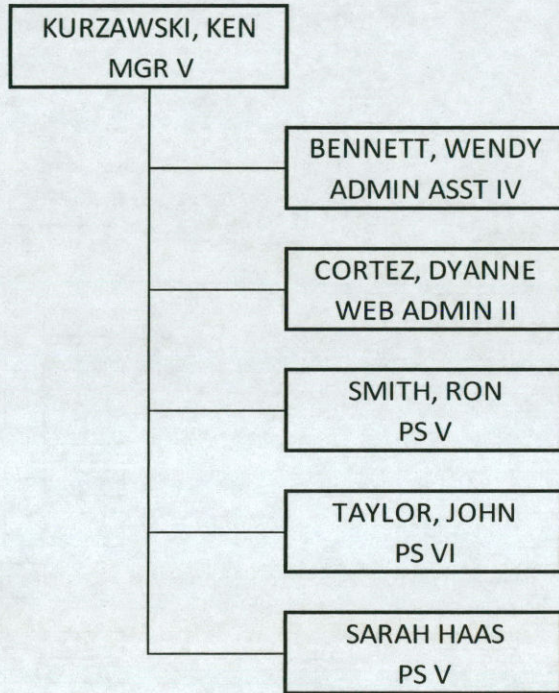 KURZAWSKI, KEN
MGR V
BENNETT, WENDY
ADMIN ASST IV
CORTEZ, DYANNE
WEB ADMIN II
SMITH, RON
PS V
TAYLOR, JOHN
PS VI
SARAH HAAS
PS V